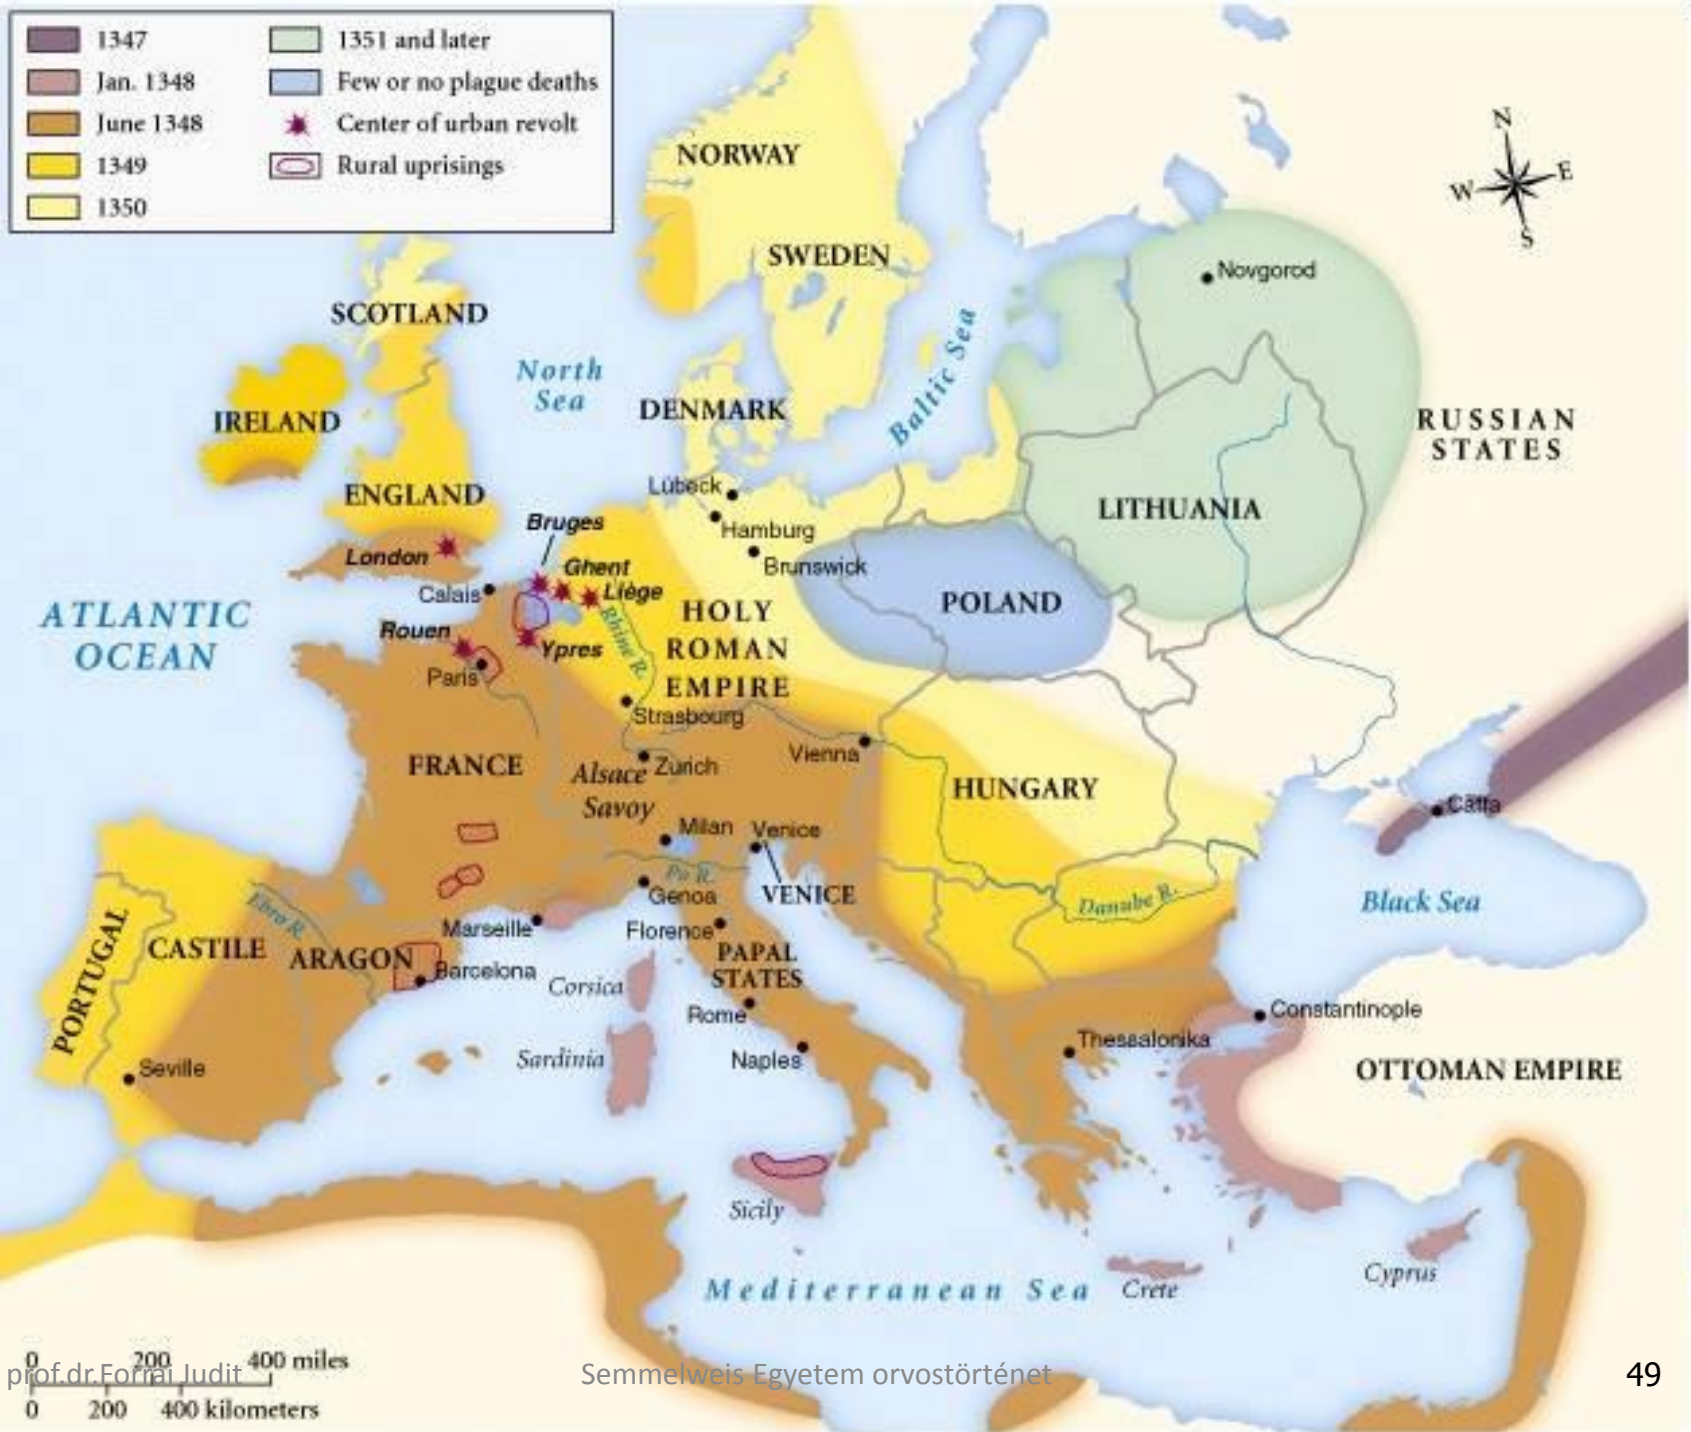 1347
Jan. 1348
June 1348
1349
1350
1351 and later
Few or no plague deaths
Center of urban revolt
Rural uprisings
N
W
E
S
NORWAY
SWEDEN
Novgorod
SCOTLAND
North
Sea
Baltic Sea
IRELAND
DENMARK
RUSSIAN
STATES
ENGLAND
Lübeck
Hamburg
LITHUANIA
Bruges
London
Ghent
Brunswick
Calais
Liège
POLAND
ATLANTIC
OCEAN
HOLY
ROMAN
EMPIRE
Rhine R.
Rouen
Ypres
Paris
Strasbourg
Vienna
FRANCE
Zurich
Alsace
Savoy
HUNGARY
Caffa
Milan
Venice
Po R.
Genoa
VENICE
Danube R.
Black Sea
Ebro R.
PORTUGAL
CASTILE
ARAGON
Marseille
Florence
PAPAL
STATES
Barcelona
Corsica
Rome
Constantinople
Thessalonika
Seville
Sardinia
Naples
OTTOMAN EMPIRE
Sicily
Mediterranean Sea
Crete
Cyprus
0 200 400 miles
0 200 400 kilometers
prof.dr.Forrai Judit
Semmelweis Egyetem orvostörténet
49